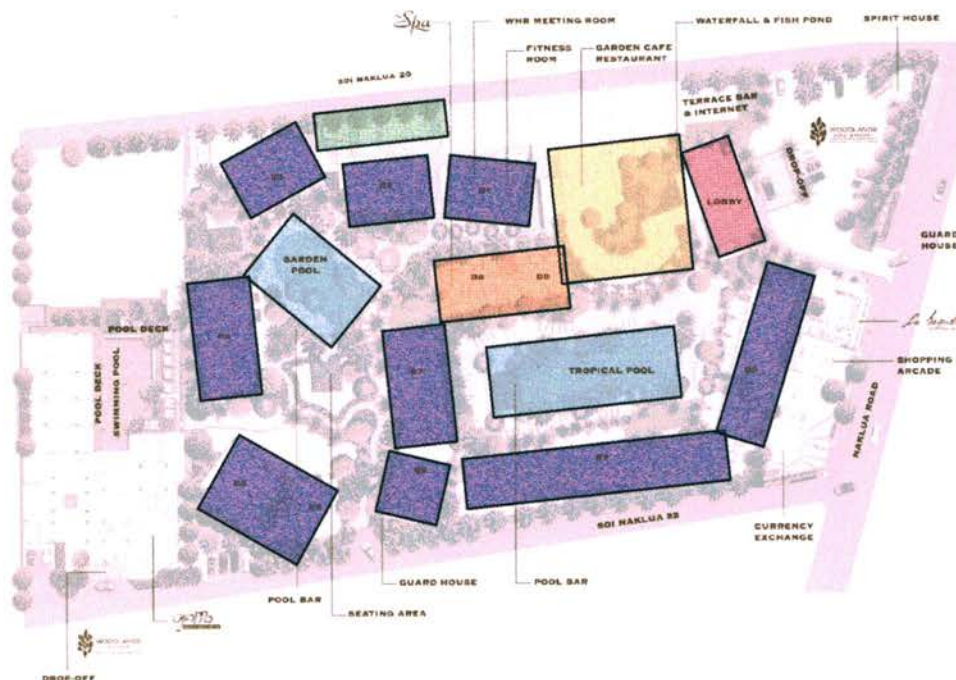 Spa
WHR MEETING ROOM
WATERFALL & FISH POND
SPIRIT HOUSE
FITNESS
ROOM
GARDEN CAFE
RESTAURANT
SOI NAKLUA 20
TERRACE BAR
& INTERNET
DROP-OFF
LOBBY
GUARD
HOUSE
GARDEN
POOL
POOL DECK
POOL DECK
SWINNING POOL
TROPICAL POOL
SHOPPING
ARCADE
NAKLUA ROAD
SOI NAKLUA 22
CURRENCY
EXCHANGE
GUARD HOUSE
POOL BAR
POOL BAR
SEATING AREA
DROP-OFF